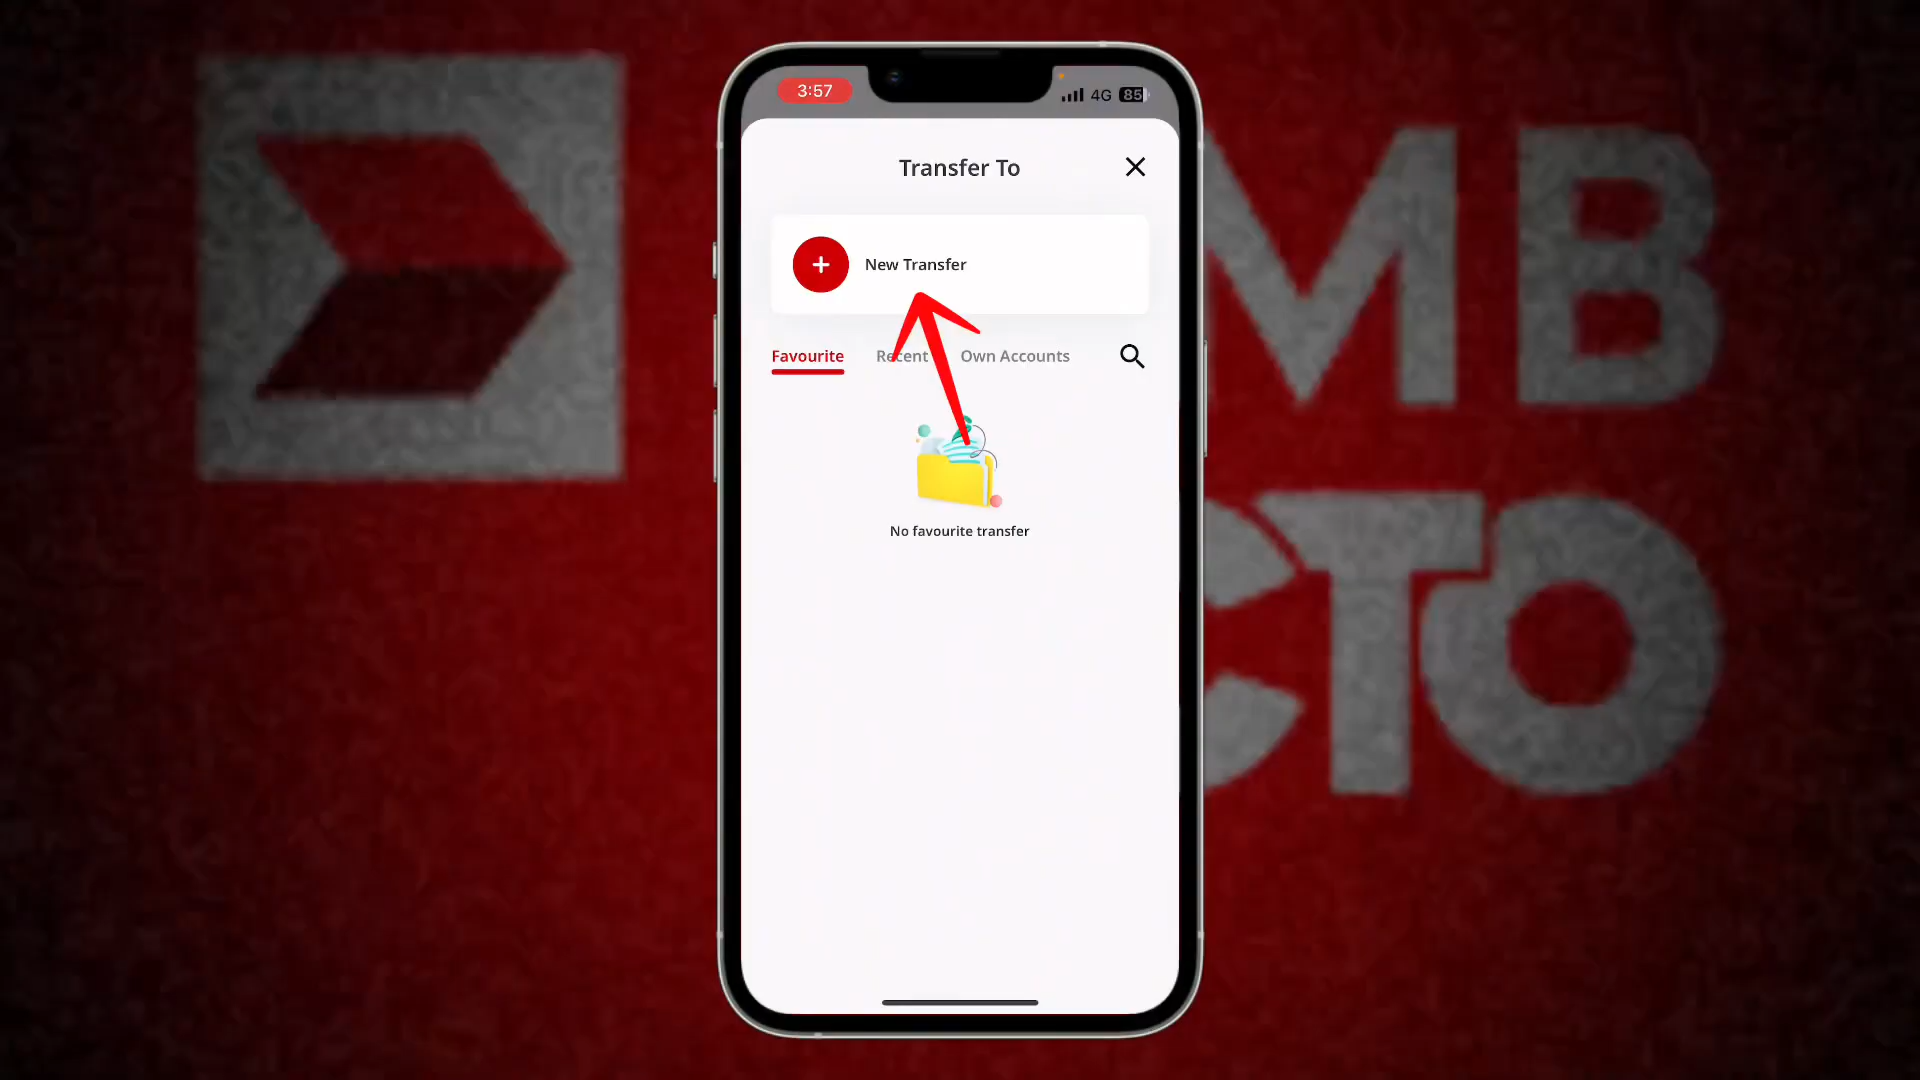 3:57
4G 85
Transfer To
New Transfer
Favourite Recent Own Accounts
No favourite transfer
MB
CTO